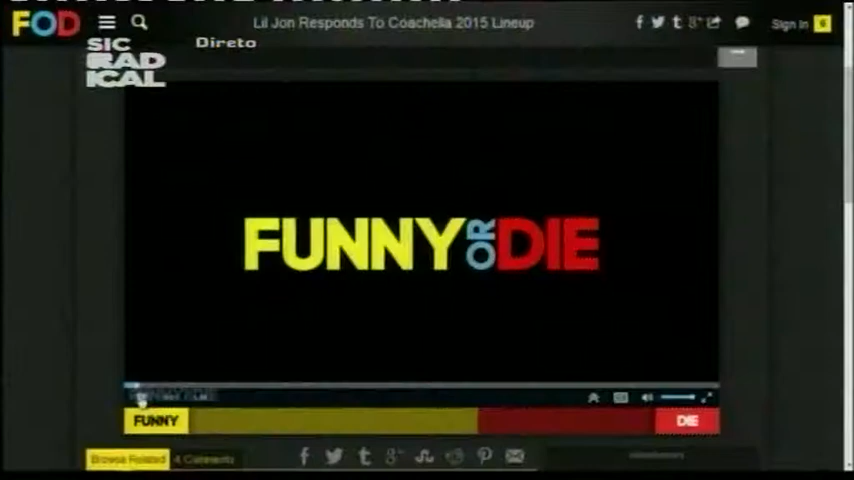 FOD
Lil Jon Responds To Coachella 2015 Lineup
Sign In
SIC
RADICAL
Direto
FUNNY OR DIE
FUNNY
DIE
Browse Related
4 Comments